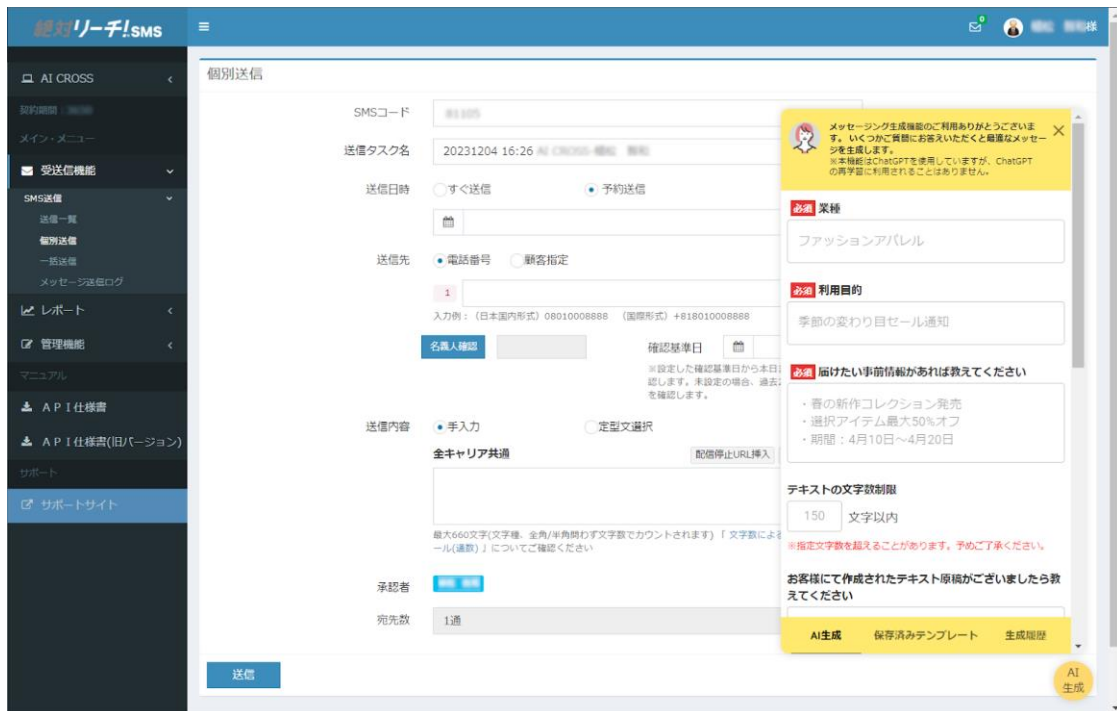 絶対リーチ!SMS
様
AI CROSS
契約期間：
メイン・メニュー
受送信機能
SMS送信
送信一覧
個別送信
一括送信
メッセージ送信ログ
レポート
管理機能
マニュアル
ＡＰＩ仕様書
ＡＰＩ仕様書(旧バージョン)
サポート
サポートサイト
個別送信
SMSコード
81105
送信タスク名
20231204 16:26 AI CROSS-
送信日時
すぐ送信
予約送信
送信先
電話番号
顧客指定
1
入力例：（日本国内形式）08010008888 （国際形式）+818010008888
名義人確認
確認基準日
※設定した確認基準日から本日
認します。未設定の場合、過去
を確認します。
送信内容
手入力
定型文選択
全キャリア共通
配信停止URL挿入
最大660文字(文字種、全角/半角問わず文字数でカウントされます)「 文字数によ
ール(通数) 」についてご確認ください
承認者
宛先数
1通
送信
メッセージング生成機能のご利用ありがとうございま
す。いくつかご質問にお答えいただくと最適なメッセー
ジを生成します。
※本機能はChatGPTを使用していますが、ChatGPT
の再学習に利用されることはありません。
必須 業種
ファッションアパレル
必須 利用目的
季節の変わり目セール通知
必須 届けたい事前情報があれば教えてください
・春の新作コレクション発売
・選択アイテム最大50%オフ
・期間：4月10日～4月20日
テキストの文字数制限
150 文字以内
※指定文字数を超えることがあります。予めご了承ください。
お客様にて作成されたテキスト原稿がございましたら教
えてください
AI生成
保存済みテンプレート
生成履歴
AI
生成